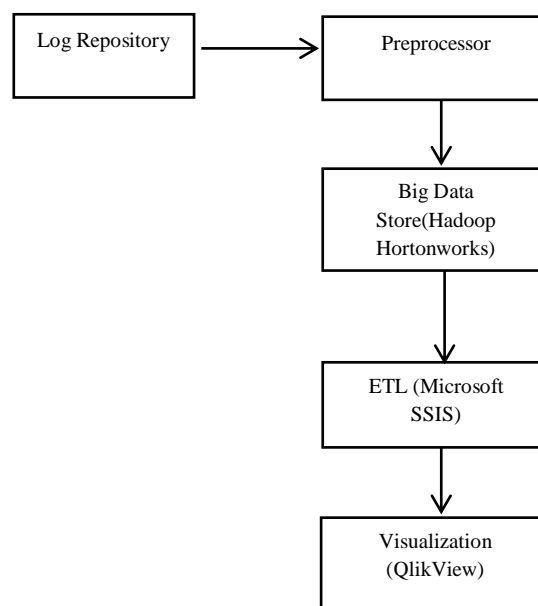 Log Repository
Preprocessor
Big Data
Store(Hadoop
Hortonworks)
ETL (Microsoft
SSIS)
Visualization
(QlikView)